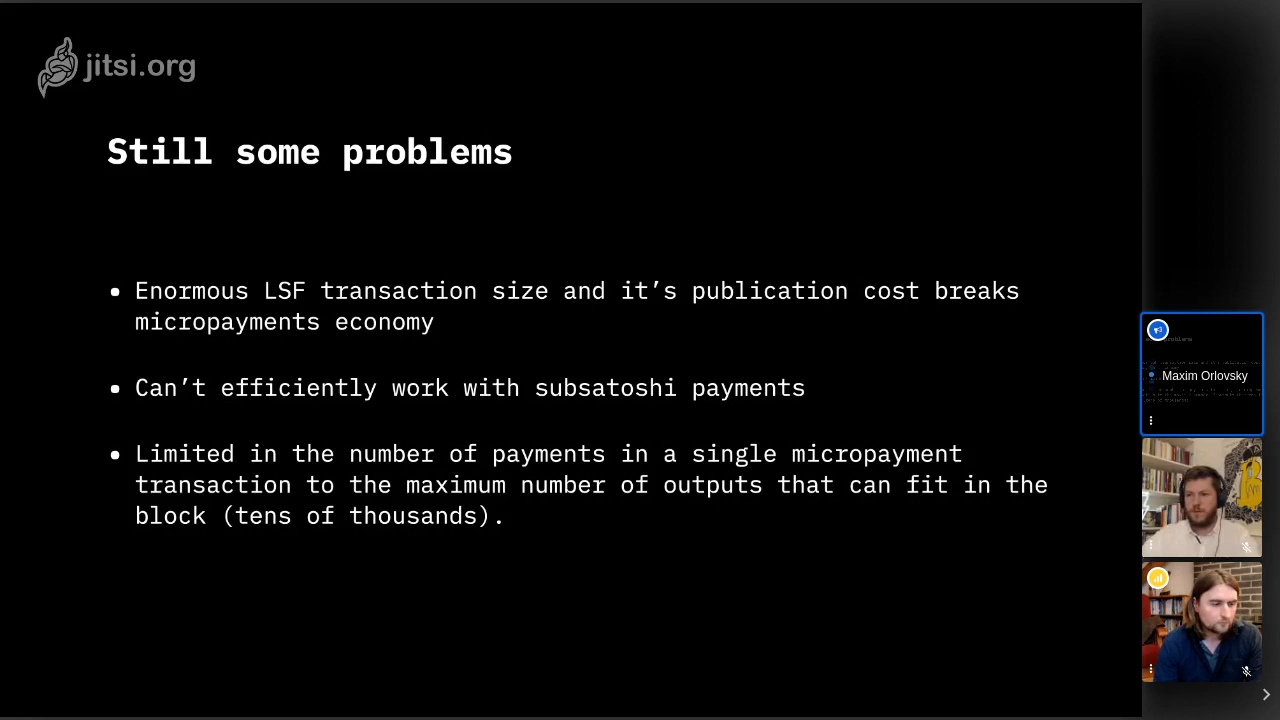 jitsi.org
Still some problems
• Enormous LSF transaction size and it’s publication cost breaks
micropayments economy
• Can’t efficiently work with subsatoshi payments
• Limited in the number of payments in a single micropayment
transaction to the maximum number of outputs that can fit in the
block (tens of thousands).
Maxim Orlovsky